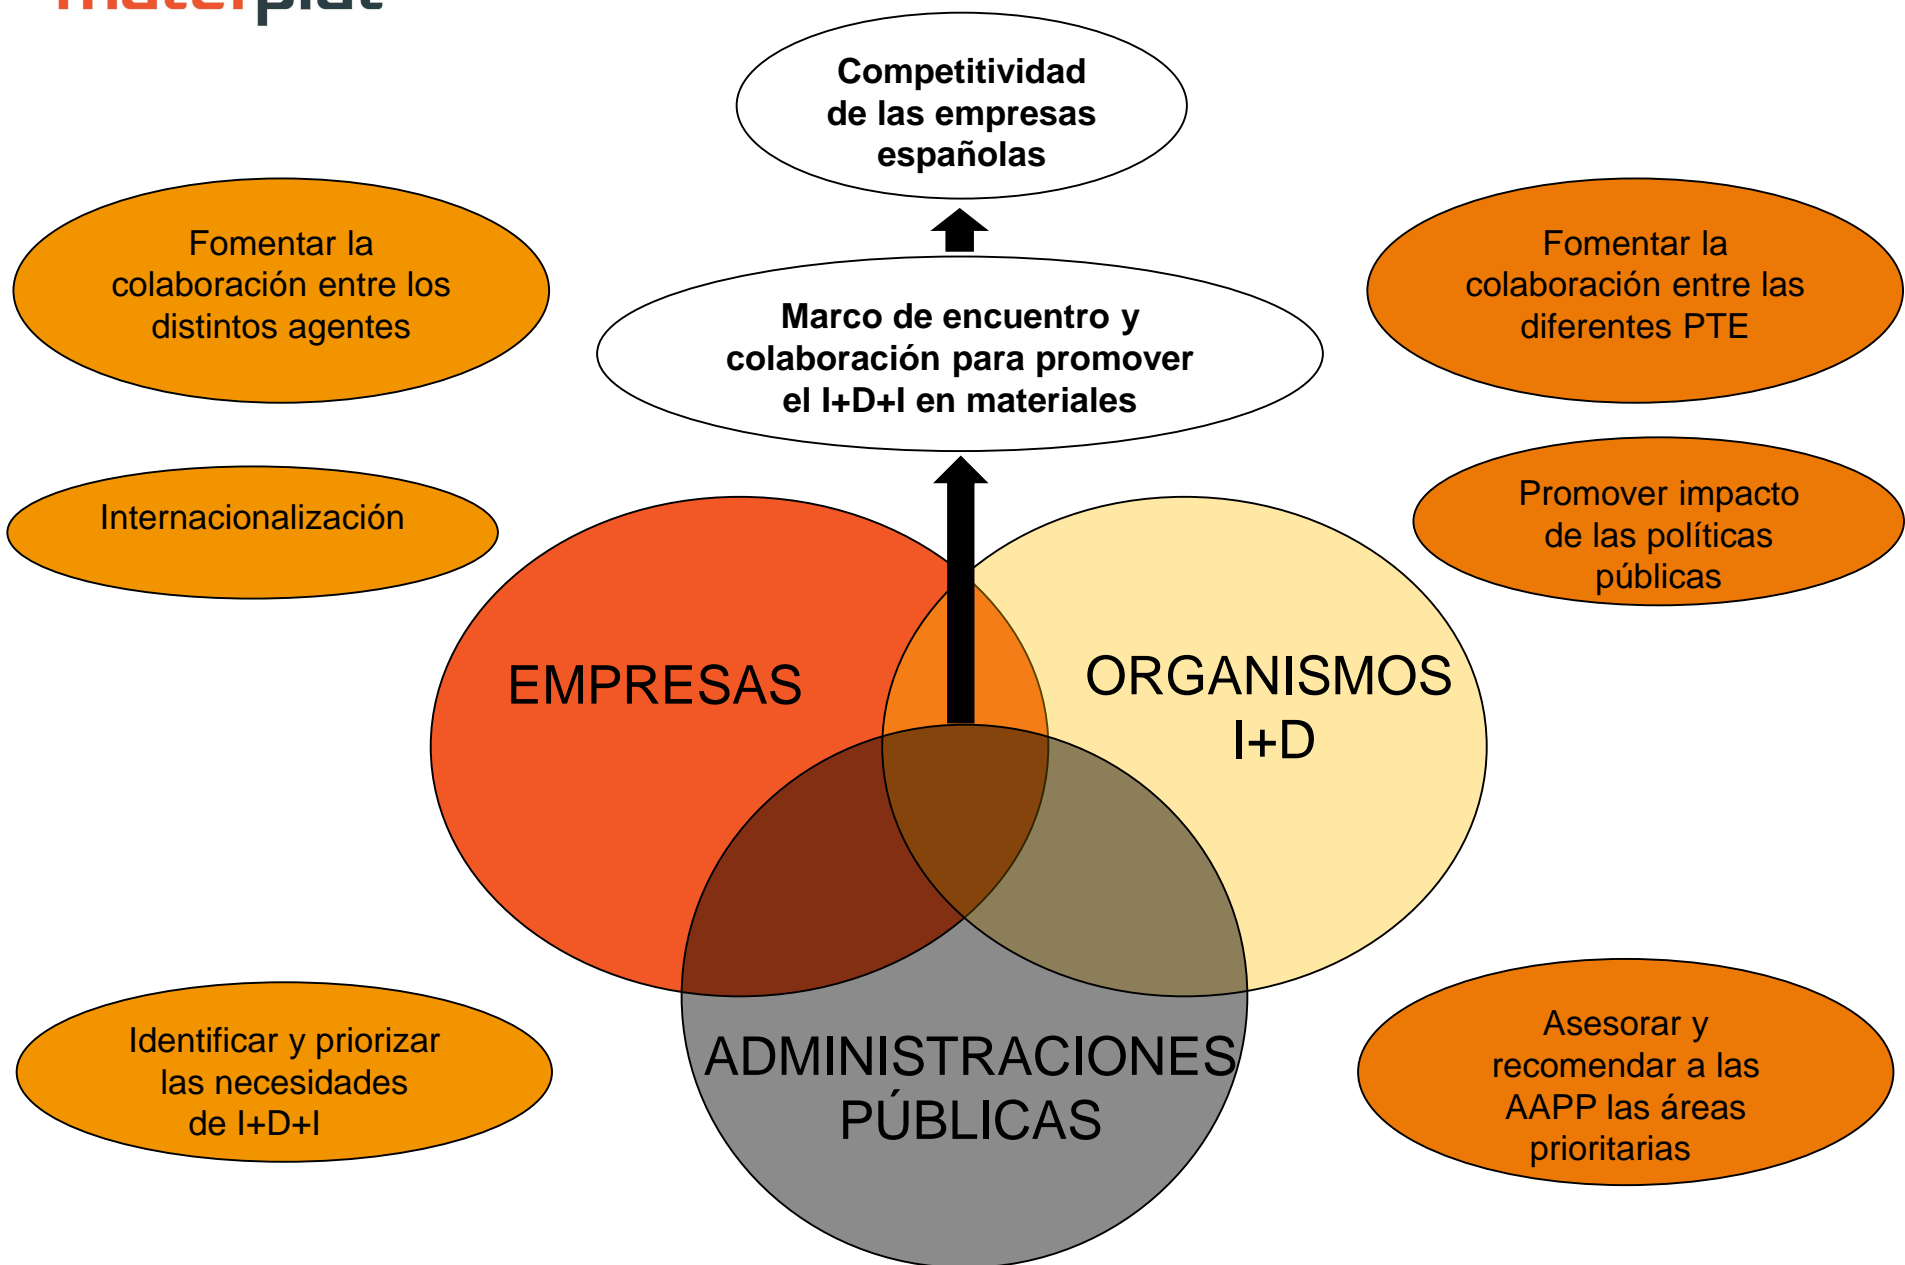 materplat
Competitividad
de las empresas
españolas
Fomentar la
colaboración entre los
distintos agentes
Fomentar la
colaboración entre las
diferentes PTE
Marco de encuentro y
colaboración para promover
el I+D+I en materiales
Internacionalización
Promover impacto
de las políticas
públicas
EMPRESAS
ORGANISMOS
I+D
Identificar y priorizar
las necesidades
de I+D+I
ADMINISTRACIONES
PÚBLICAS
Asesorar y
recomendar a las
AAPP las áreas
prioritarias